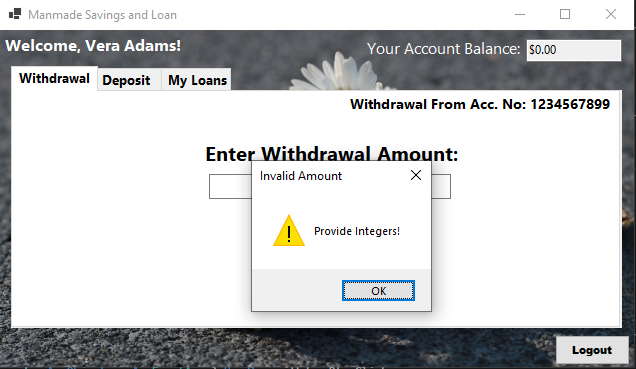 Manmade Savings and Loan
Welcome, Vera Adams!
Your Account Balance: $0.00
Withdrawal Deposit My Loans
Withdrawal From Acc. No: 1234567899
Enter Withdrawal Amount:
Invalid Amount
Provide Integers!
OK
Logout